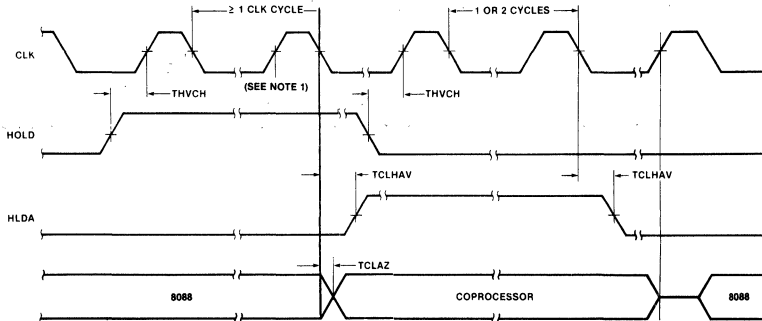 ≥ 1 CLK CYCLE
1 OR 2 CYCLES
CLK
(SEE NOTE 1)
THVCH
THVCH
HOLD
TCLHAV
TCLHAV
HLDA
TCLAZ
8088
COPROCESSOR
8088